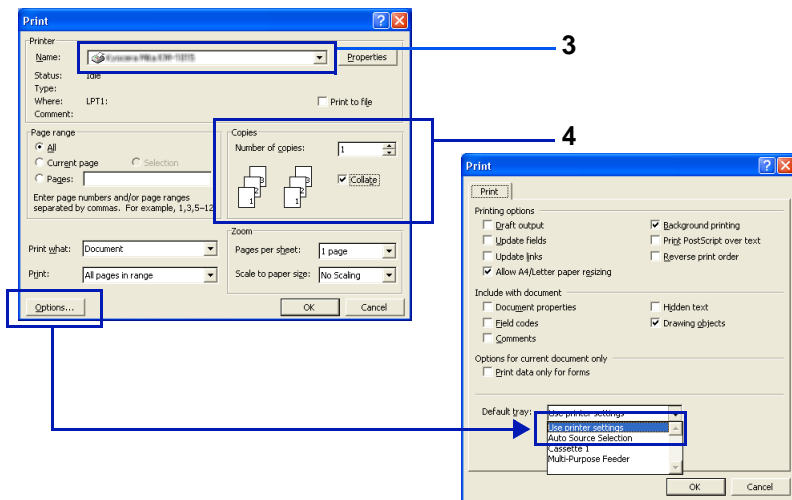 Print
Printer
Name:
Properties
Status: Idle
Type:
Where: LPT1:
Comment:
Print to file
Page range
All
Current page
Selection
Pages:
Enter page numbers and/or page ranges
separated by commas. For example, 1,3,5–12
Copies
Number of copies: 1
1 2 3
1 2 3
Collate
Print what: Document
Print: All pages in range
Zoom
Pages per sheet: 1 page
Scale to paper size: No Scaling
Options...
OK
Cancel
3
4
Print
Print
Printing options
Draft output
Background printing
Update fields
Print PostScript over text
Update links
Reverse print order
Allow A4/Letter paper resizing
Include with document
Document properties
Hidden text
Field codes
Drawing objects
Comments
Options for current document only
Print data only for forms
Default tray: Use printer settings
Use printer settings
Auto Source Selection
Cassette 1
Multi-Purpose Feeder
OK
Cancel